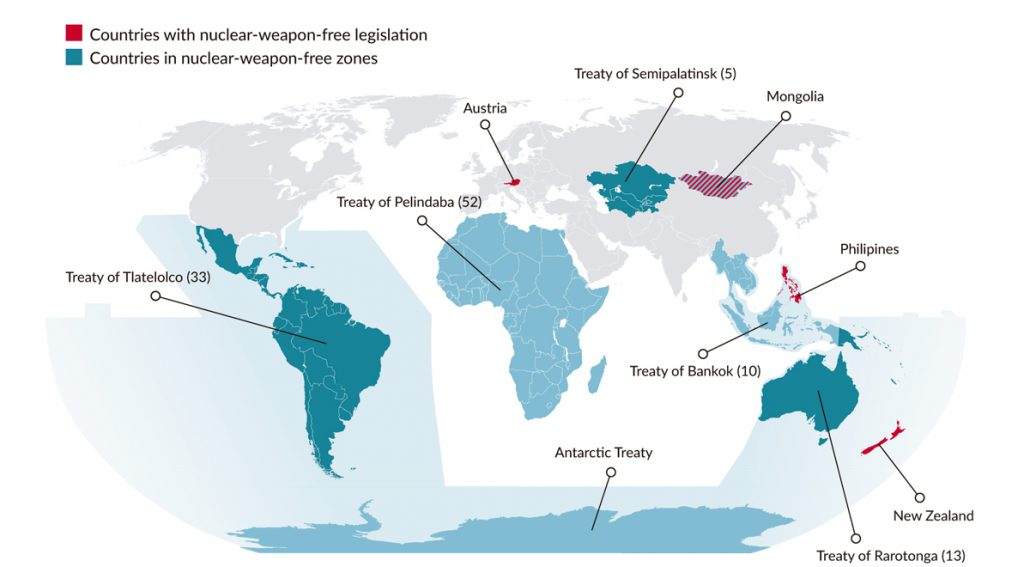 Countries with nuclear-weapon-free legislation
Countries in nuclear-weapon-free zones
Treaty of Semipalatinsk (5)
Mongolia
Austria
Treaty of Pelindaba (52)
Philipines
Treaty of Tlatelolco (33)
Treaty of Bankok (10)
Antarctic Treaty
New Zealand
Treaty of Rarotonga (13)